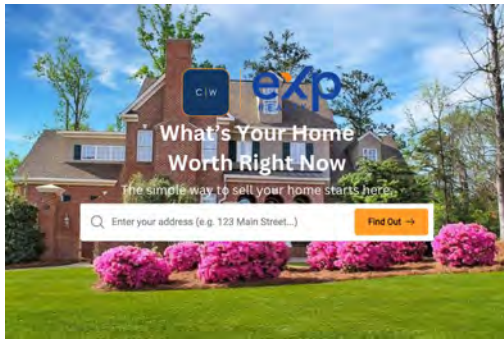 C|W
eXp
What's Your Home
Worth Right Now
The simple way to sell your home starts here.
Enter your address (e.g. 123 Main Street...)
Find Out →